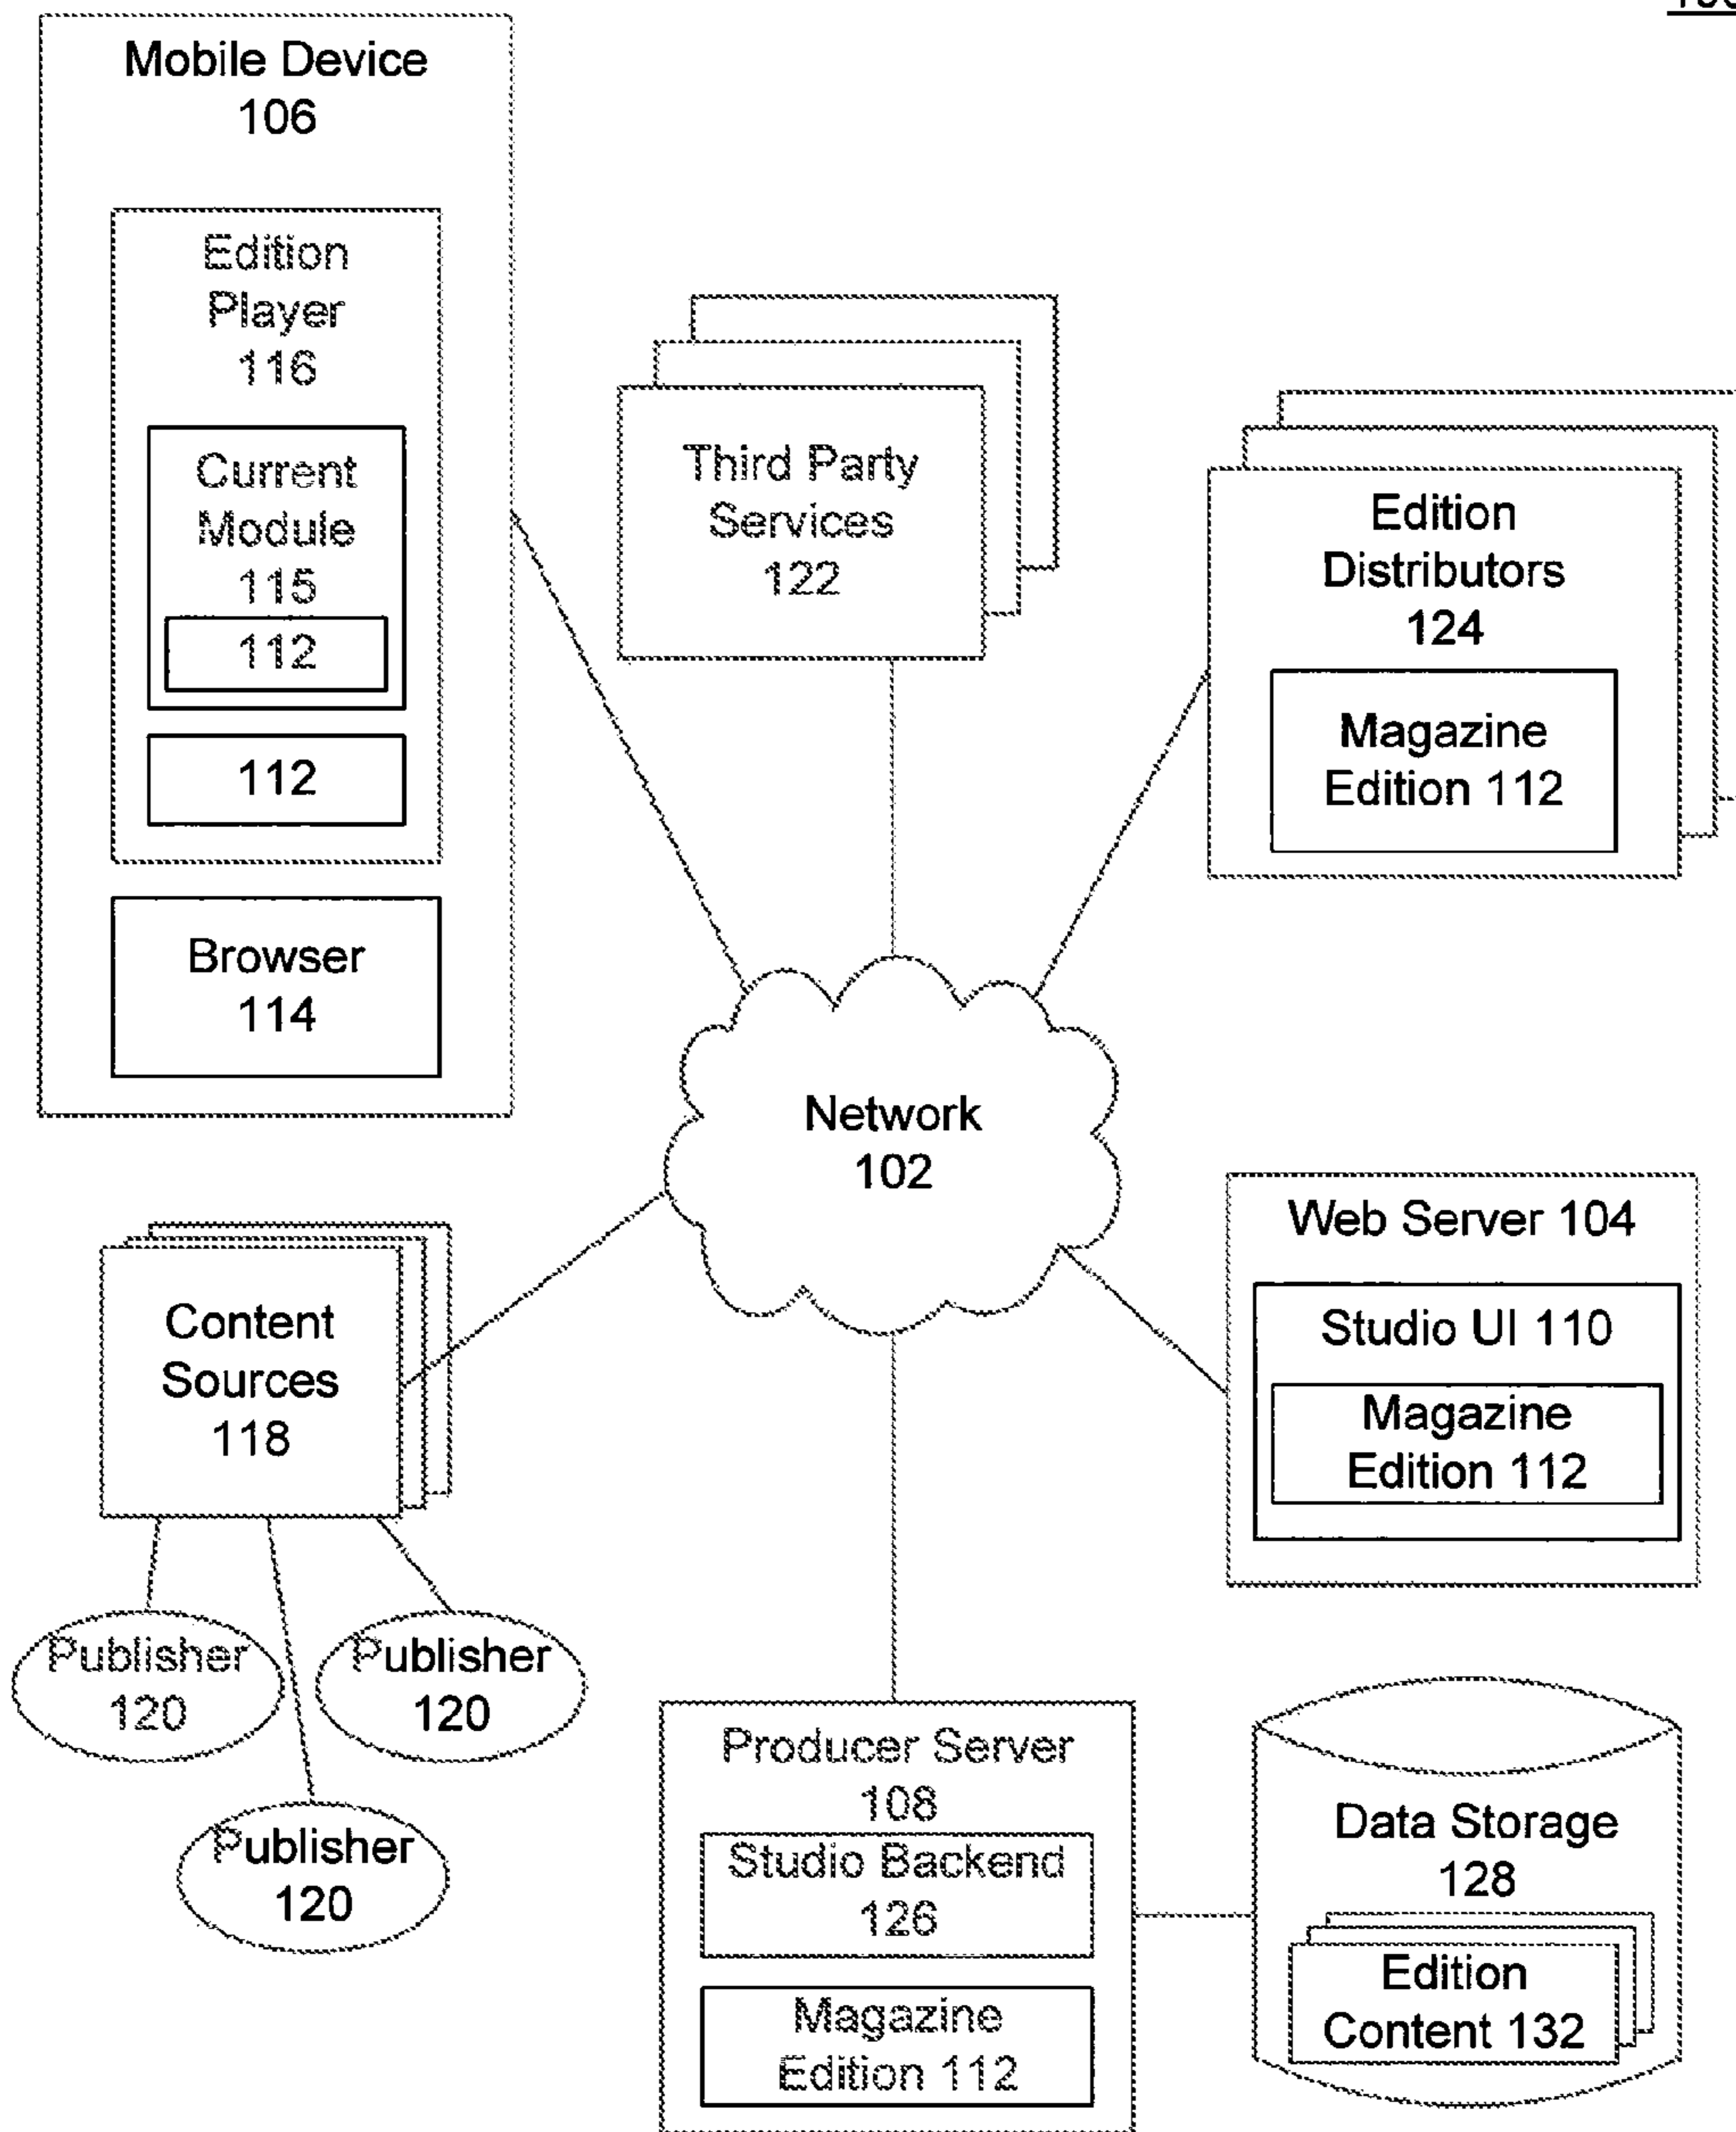 Mobile Device
106
Edition
Player
116
Current
Module
115
112
112
Browser
114
Third Party
Services
122
Edition
Distributors
124
Magazine
Edition 112
Network
102
Web Server 104
Studio UI 110
Magazine
Edition 112
Content
Sources
118
Publisher
120
Publisher
120
Publisher
120
Producer Server
108
Studio Backend
126
Magazine
Edition 112
Data Storage
128
Edition
Content 132